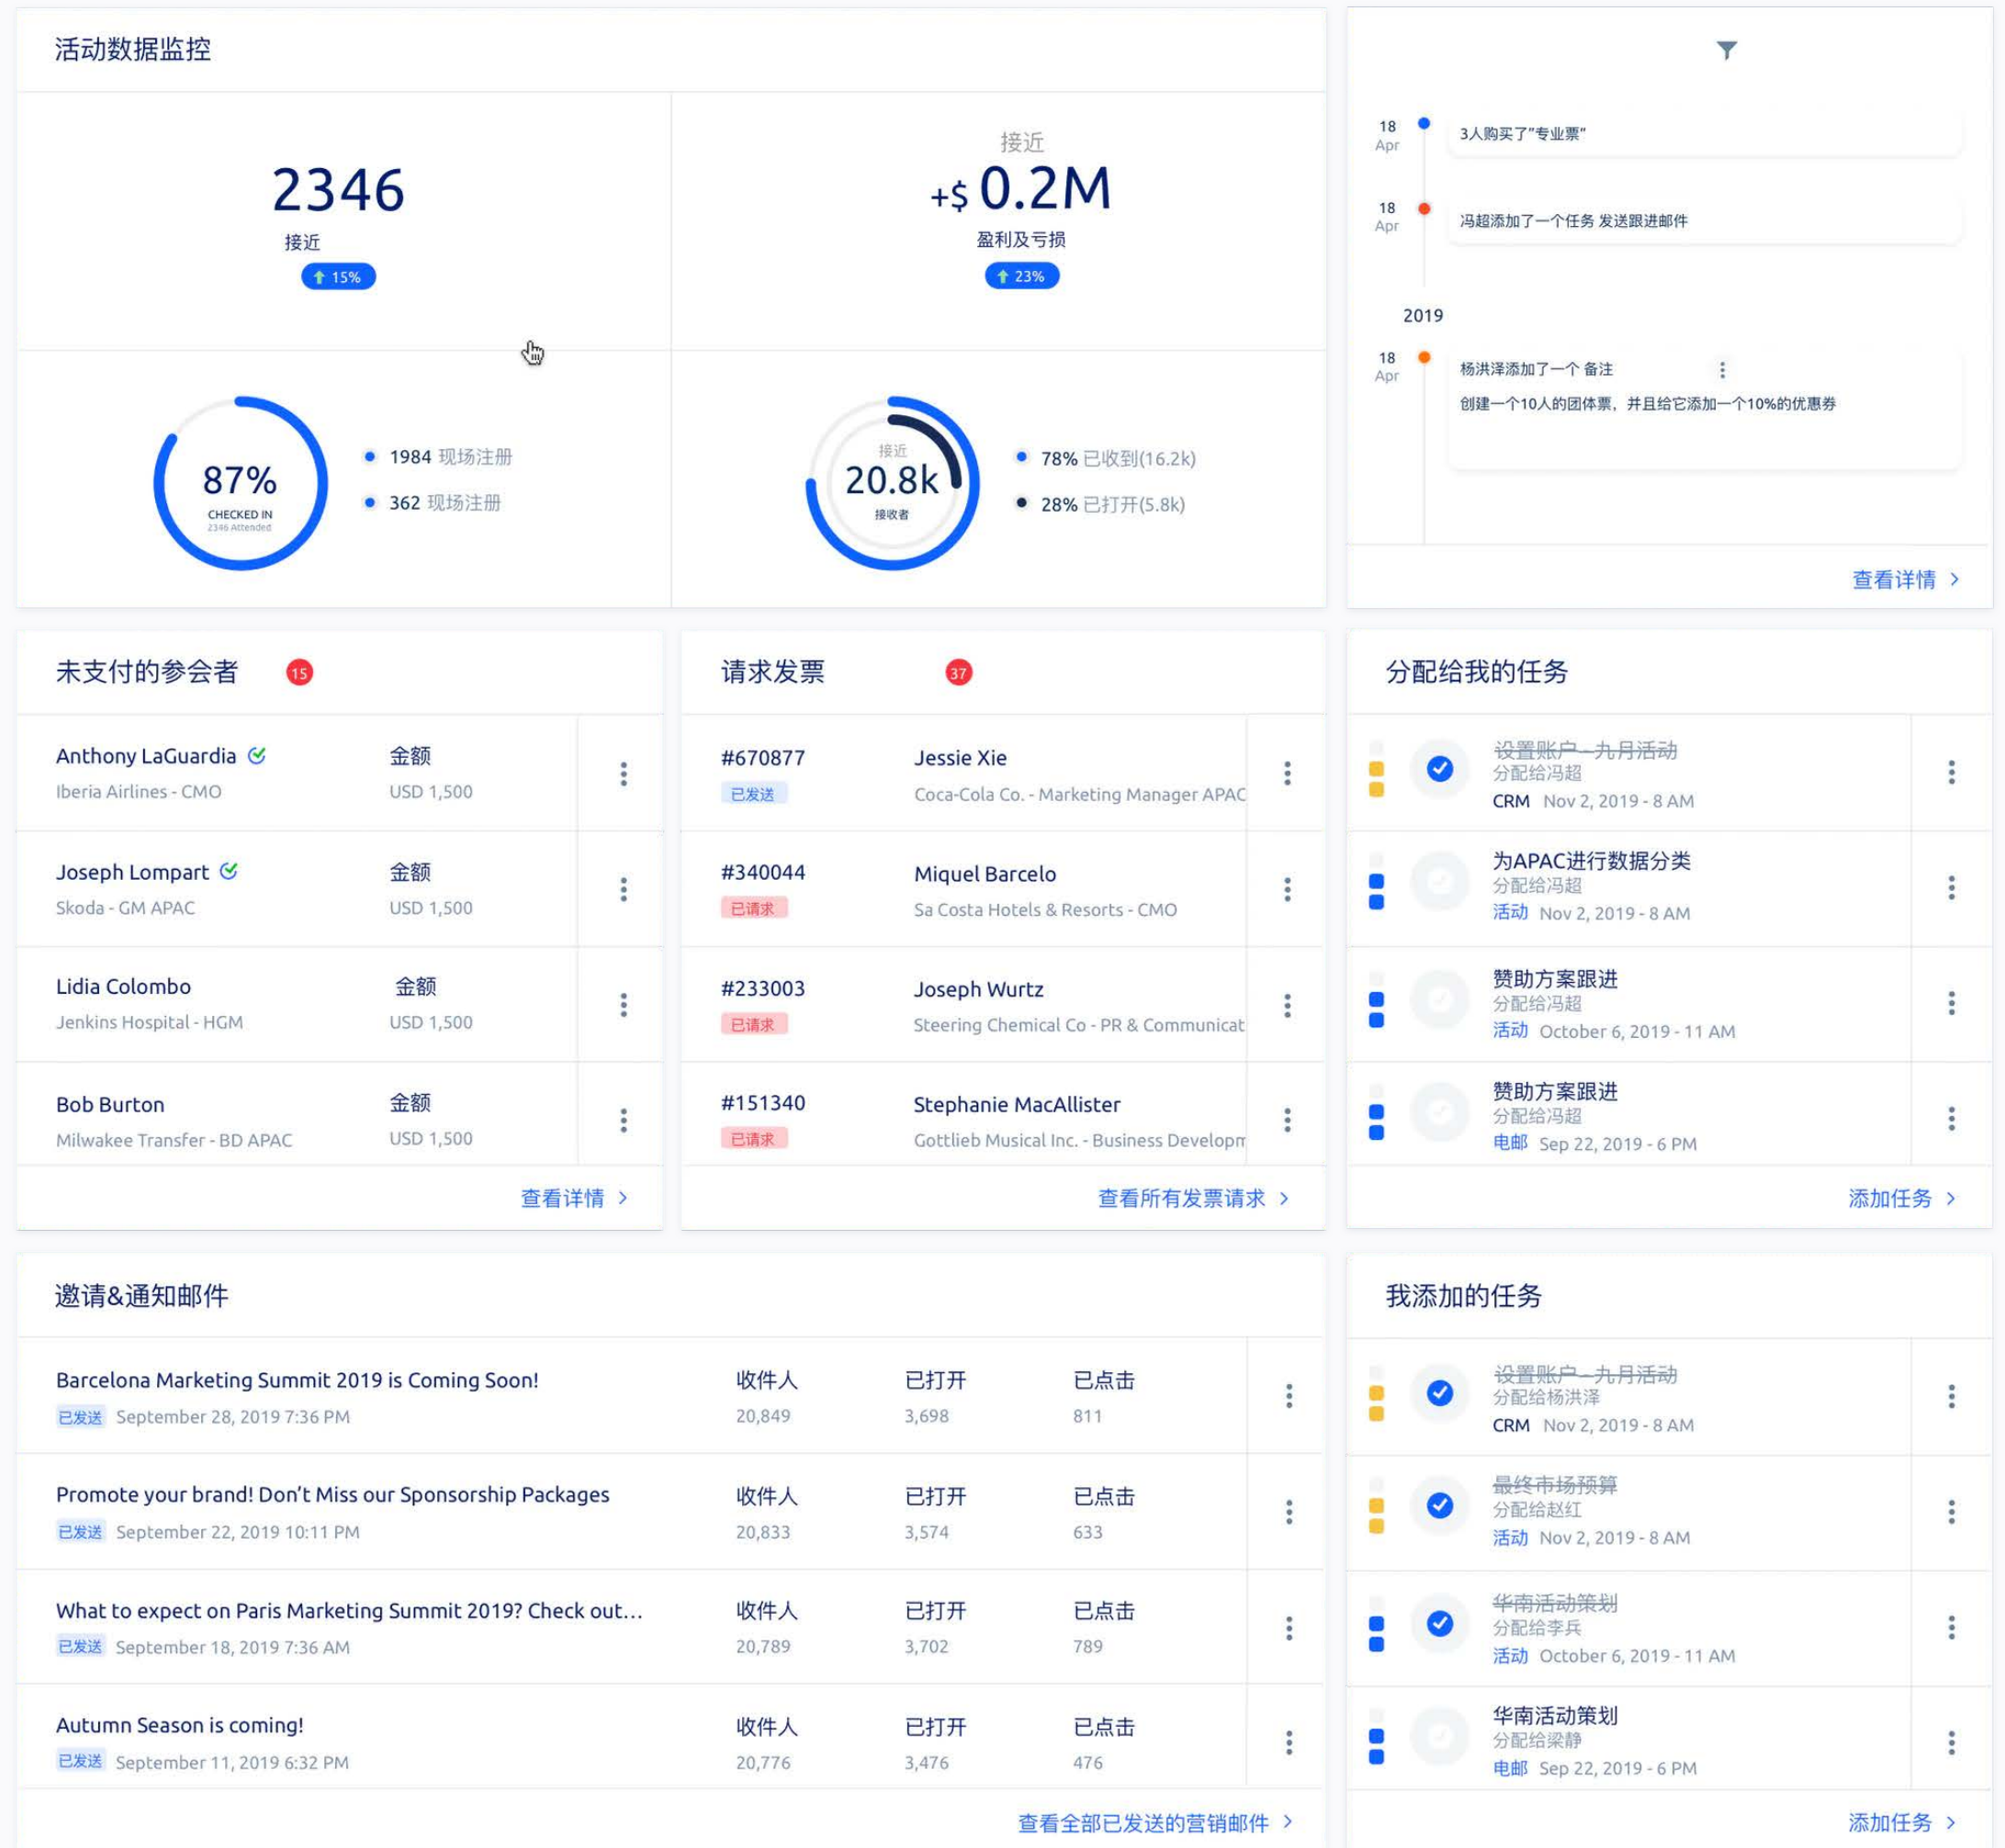 活动数据监控
2346
接近
15%
接近
+$ 0.2M
盈利及亏损
23%
87%
CHECKED IN
2346 Attended
1984 现场注册
362 现场注册
接近
20.8k
接收者
78% 已收到(16.2k)
28% 已打开(5.8k)
18
Apr
3人购买了"专业票"
18
Apr
冯超添加了一个任务 发送跟进邮件
2019
18
Apr
杨洪泽添加了一个 备注
创建一个10人的团体票，并且给它添加一个10%的优惠券
查看详情
未支付的参会者 15
Anthony LaGuardia 金额
Iberia Airlines - CMO USD 1,500
Joseph Lompart 金额
Skoda - GM APAC USD 1,500
Lidia Colombo 金额
Jenkins Hospital - HGM USD 1,500
Bob Burton 金额
Milwakee Transfer - BD APAC USD 1,500
查看详情
请求发票 37
#670877 Jessie Xie
已发送 Coca-Cola Co. - Marketing Manager APAC
#340044 Miquel Barcelo
已请求 Sa Costa Hotels & Resorts - CMO
#233003 Joseph Wurtz
已请求 Steering Chemical Co - PR & Communicat
#151340 Stephanie MacAllister
已请求 Gottlieb Musical Inc. - Business Developm
查看所有发票请求
分配给我的任务
设置账户–九月活动
分配给冯超
CRM Nov 2, 2019 - 8 AM
为APAC进行数据分类
分配给冯超
活动 Nov 2, 2019 - 8 AM
赞助方案跟进
分配给冯超
活动 October 6, 2019 - 11 AM
赞助方案跟进
分配给冯超
电邮 Sep 22, 2019 - 6 PM
添加任务
邀请&通知邮件
Barcelona Marketing Summit 2019 is Coming Soon! 收件人 已打开 已点击
已发送 September 28, 2019 7:36 PM 20,849 3,698 811
Promote your brand! Don't Miss our Sponsorship Packages 收件人 已打开 已点击
已发送 September 22, 2019 10:11 PM 20,833 3,574 633
What to expect on Paris Marketing Summit 2019? Check out... 收件人 已打开 已点击
已发送 September 18, 2019 7:36 AM 20,789 3,702 789
Autumn Season is coming! 收件人 已打开 已点击
已发送 September 11, 2019 6:32 PM 20,776 3,476 476
查看全部已发送的营销邮件
我添加的任务
设置账户–九月活动
分配给杨洪泽
CRM Nov 2, 2019 - 8 AM
最终市场预算
分配给赵红
活动 Nov 2, 2019 - 8 AM
华南活动策划
分配给李兵
活动 October 6, 2019 - 11 AM
华南活动策划
分配给梁静
电邮 Sep 22, 2019 - 6 PM
添加任务